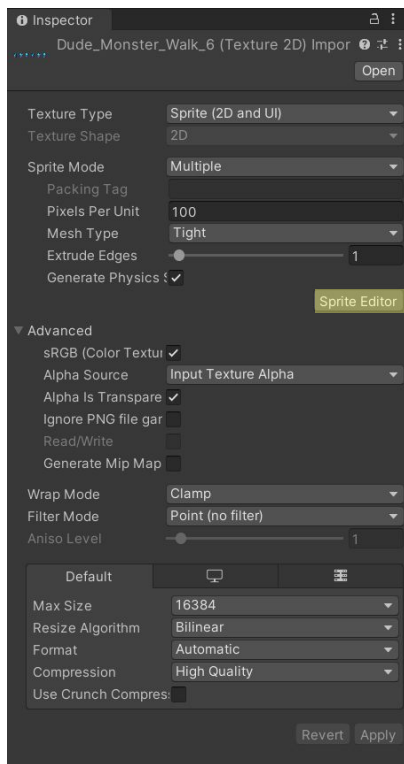 Inspector
Dude_Monster_Walk_6 (Texture 2D) Impor
Open
Texture Type Sprite (2D and UI)
Texture Shape 2D
Sprite Mode Multiple
Packing Tag
Pixels Per Unit 100
Mesh Type Tight
Extrude Edges 1
Generate Physics S
Sprite Editor
Advanced
sRGB (Color Textur
Alpha Source Input Texture Alpha
Alpha Is Transpare
Ignore PNG file gar
Read/Write
Generate Mip Map
Wrap Mode Clamp
Filter Mode Point (no filter)
Aniso Level 1
Default
Max Size 16384
Resize Algorithm Bilinear
Format Automatic
Compression High Quality
Use Crunch Compres
Revert Apply